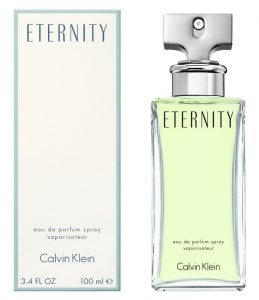 ETERNITY
eau de parfum spray
vaporisateur
Calvin Klein
3.4 FL OZ 100 ml ℮
ETERNITY
eau de parfum spray
vaporisateur
Calvin Klein